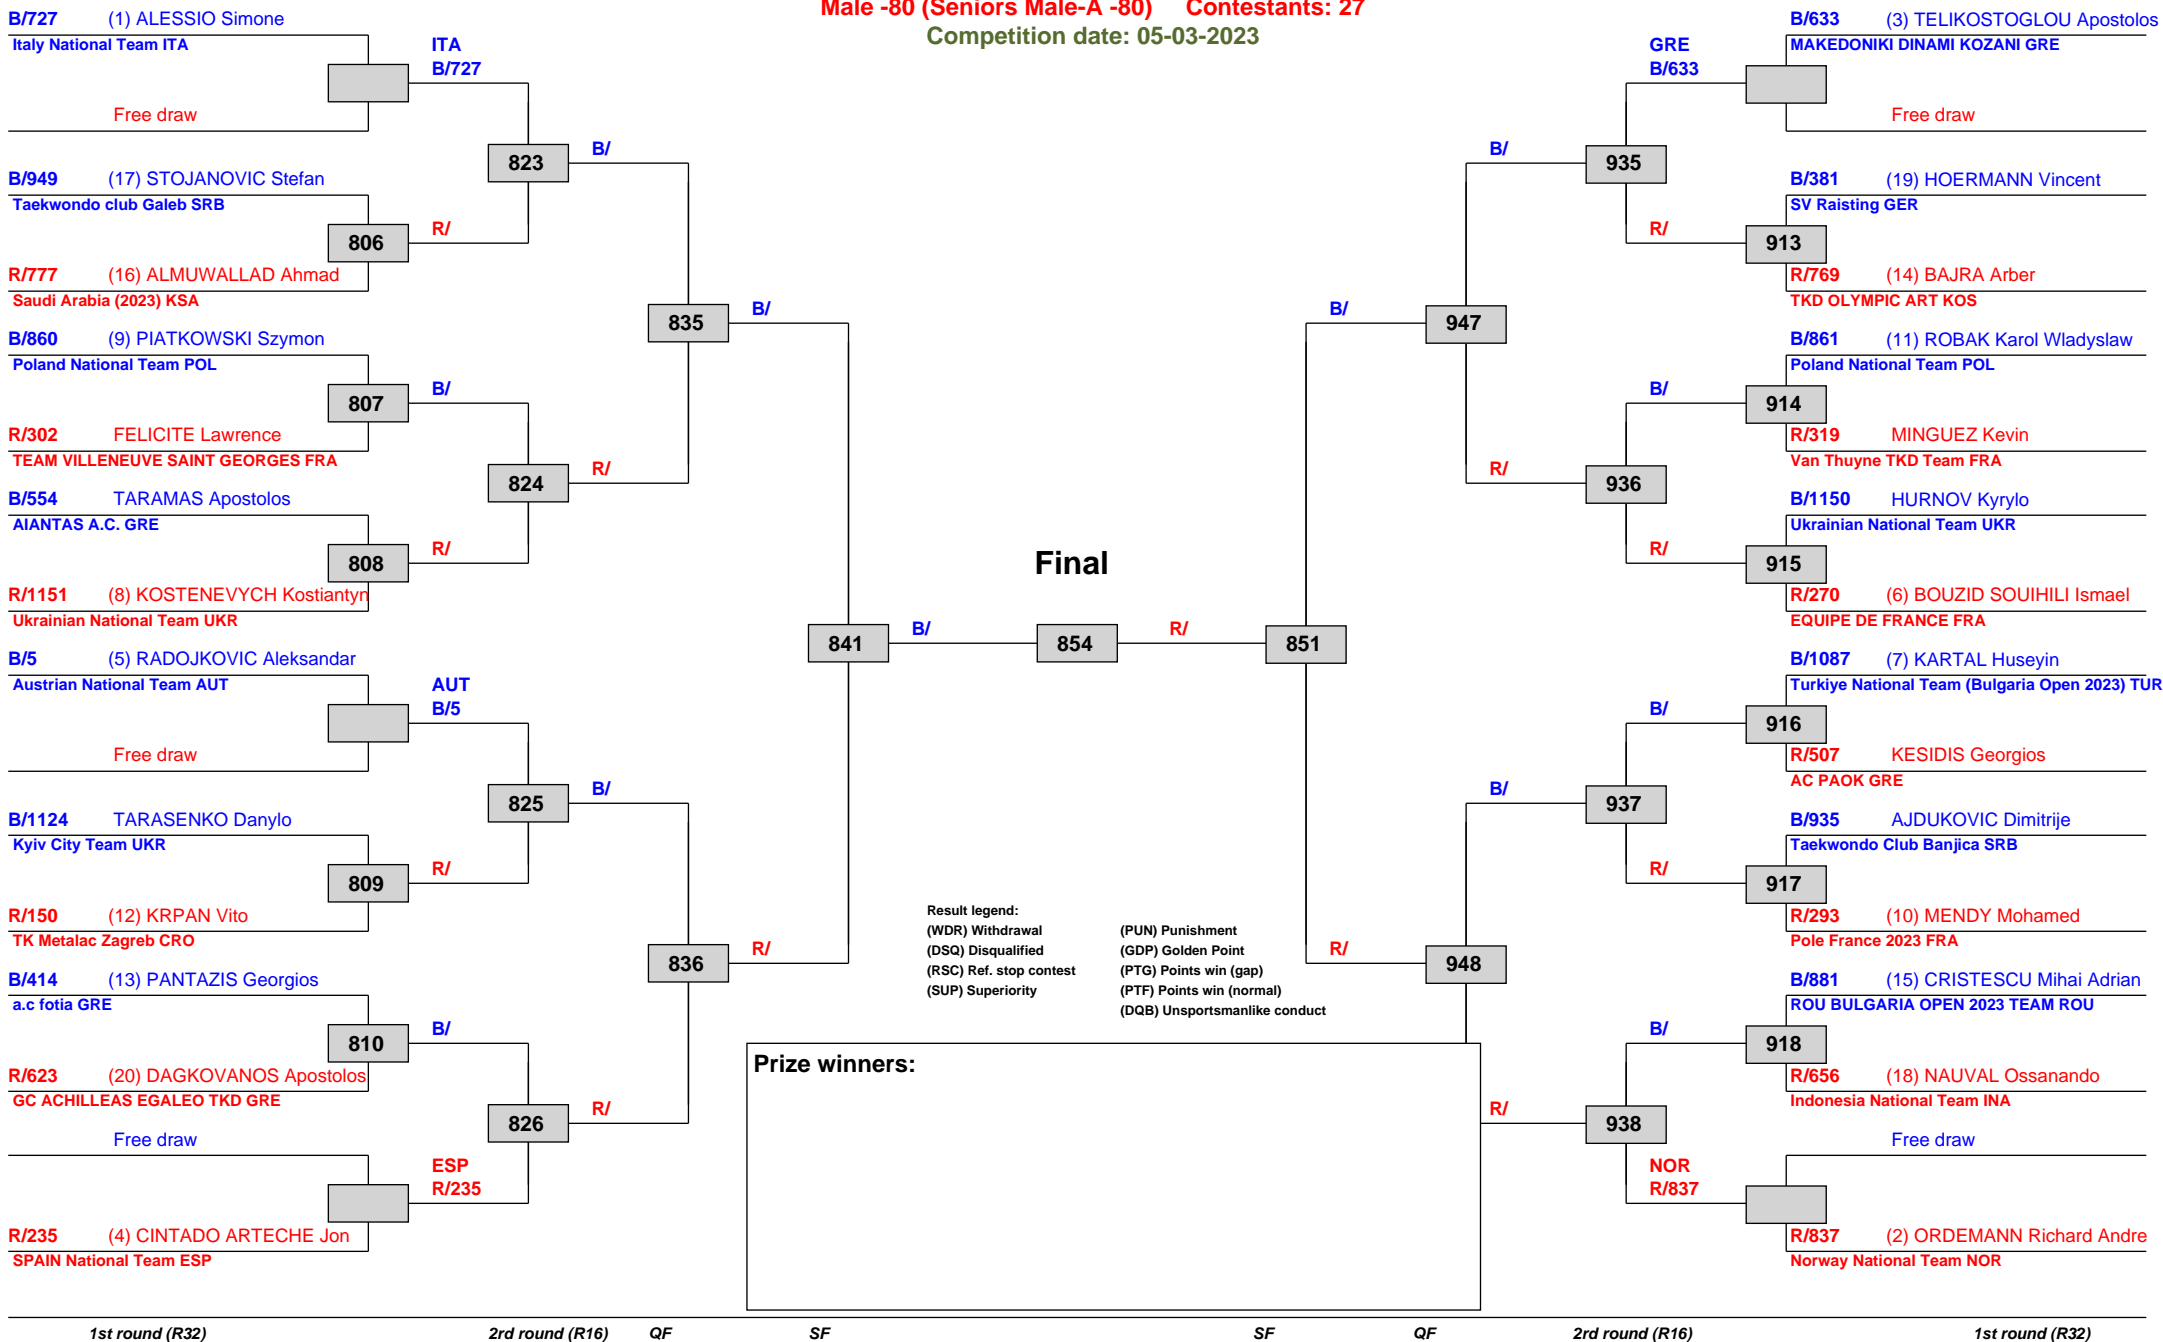 Male -80 (Seniors Male-A -80) Contestants: 27
Competition date: 05-03-2023
B/727 (1) ALESSIO Simone
Italy National Team ITA
Free draw
ITA
B/727
B/949 (17) STOJANOVIC Stefan
Taekwondo club Galeb SRB
806
R/777 (16) ALMUWALLAD Ahmad
Saudi Arabia (2023) KSA
R/
823
B/
B/860 (9) PIATKOWSKI Szymon
Poland National Team POL
807
R/302 FELICITE Lawrence
TEAM VILLENEUVE SAINT GEORGES FRA
B/
B/554 TARAMAS Apostolos
AIANTAS A.C. GRE
808
R/1151 (8) KOSTENEVYCH Kostiantyn
Ukrainian National Team UKR
R/
824
R/
835
B/
B/5 (5) RADOJKOVIC Aleksandar
Austrian National Team AUT
Free draw
AUT
B/5
B/1124 TARASENKO Danylo
Kyiv City Team UKR
809
R/150 (12) KRPAN Vito
TK Metalac Zagreb CRO
R/
825
B/
B/414 (13) PANTAZIS Georgios
a.c fotia GRE
810
R/623 (20) DAGKOVANOS Apostolos
GC ACHILLEAS EGALEO TKD GRE
B/
Free draw
R/235 (4) CINTADO ARTECHE Jon
SPAIN National Team ESP
ESP
R/235
826
R/
836
R/
841
B/
Final
854
R/
851
B/633 (3) TELIKOSTOGLOU Apostolos
MAKEDONIKI DINAMI KOZANI GRE
Free draw
GRE
B/633
B/381 (19) HOERMANN Vincent
SV Raisting GER
913
R/769 (14) BAJRA Arber
TKD OLYMPIC ART KOS
R/
935
B/
B/861 (11) ROBAK Karol Wladyslaw
Poland National Team POL
914
R/319 MINGUEZ Kevin
Van Thuyne TKD Team FRA
B/
B/1150 HURNOV Kyrylo
Ukrainian National Team UKR
915
R/270 (6) BOUZID SOUIHILI Ismael
EQUIPE DE FRANCE FRA
R/
936
R/
947
B/
B/1087 (7) KARTAL Huseyin
Turkiye National Team (Bulgaria Open 2023) TUR
916
R/507 KESIDIS Georgios
AC PAOK GRE
B/
B/935 AJDUKOVIC Dimitrije
Taekwondo Club Banjica SRB
917
R/293 (10) MENDY Mohamed
Pole France 2023 FRA
R/
937
B/
B/881 (15) CRISTESCU Mihai Adrian
ROU BULGARIA OPEN 2023 TEAM ROU
918
R/656 (18) NAUVAL Ossanando
Indonesia National Team INA
B/
Free draw
R/837 (2) ORDEMANN Richard Andre
Norway National Team NOR
NOR
R/837
938
R/
948
R/
Result legend:
(WDR) Withdrawal (PUN) Punishment
(DSQ) Disqualified (GDP) Golden Point
(RSC) Ref. stop contest (PTG) Points win (gap)
(SUP) Superiority (PTF) Points win (normal)
(DQB) Unsportsmanlike conduct
Prize winners:
1st round (R32) 2rd round (R16) QF SF SF QF 2rd round (R16) 1st round (R32)